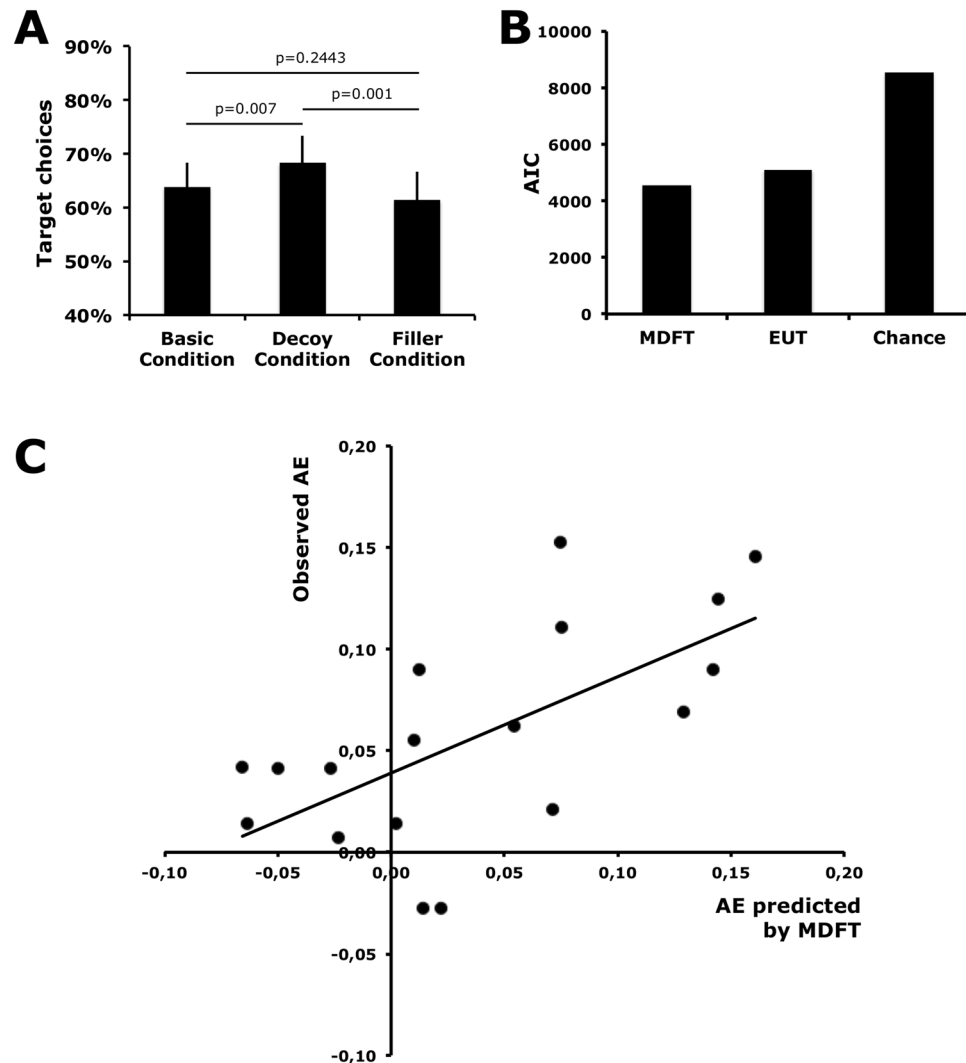 A
90%
80%
70%
60%
50%
40%
Target choices
p=0.2443
p=0.007
p=0.001
Basic Condition
Decoy Condition
Filler Condition
B
10000
8000
6000
4000
2000
0
AIC
MDFT
EUT
Chance
C
0,20
0,15
0,10
0,05
0,00
-0,05
-0,10
Observed AE
-0,10
-0,05
0,00
0,05
0,10
0,15
0,20
AE predicted
by MDFT